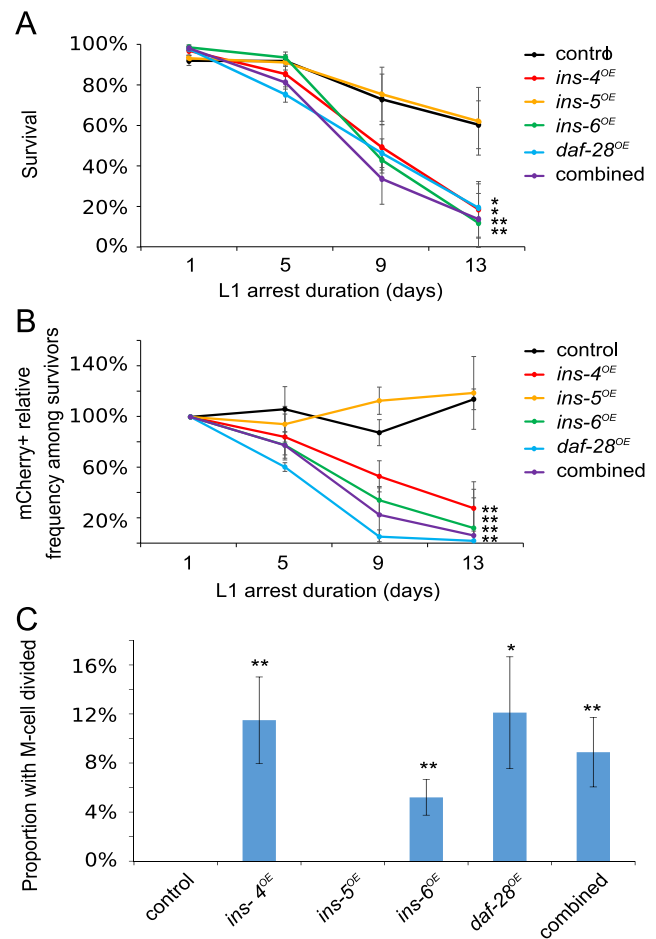 A
100%
80%
60%
40%
20%
0%
Survival
1 5 9 13
L1 arrest duration (days)
control
ins-4OE
ins-5OE
ins-6OE
daf-28OE
combined
*
*
**
**
B
140%
100%
60%
20%
mCherry+ relative
frequency among survivors
1 5 9 13
L1 arrest duration (days)
control
ins-4OE
ins-5OE
ins-6OE
daf-28OE
combined
**
**
**
**
C
16%
12%
8%
4%
0%
Proportion with M-cell divided
**
**
*
**
control
ins- 4OE
ins-5OE
ins-6OE
daf-28OE
combined